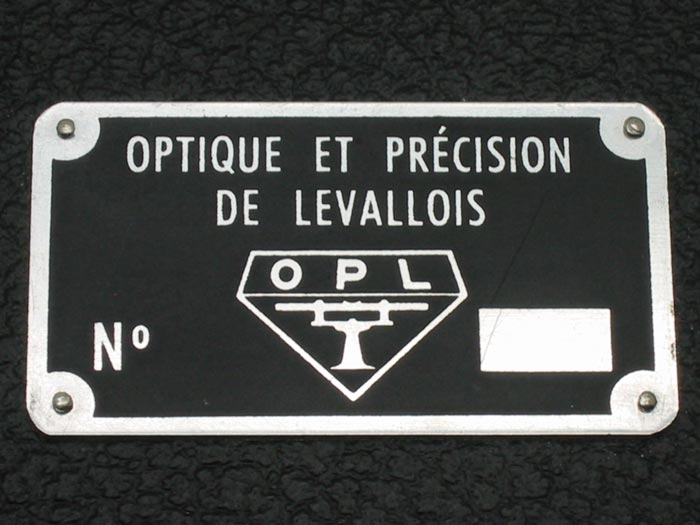 OPTIQUE ET PRÉCISION
DE LEVALLOIS
OPL
Nº